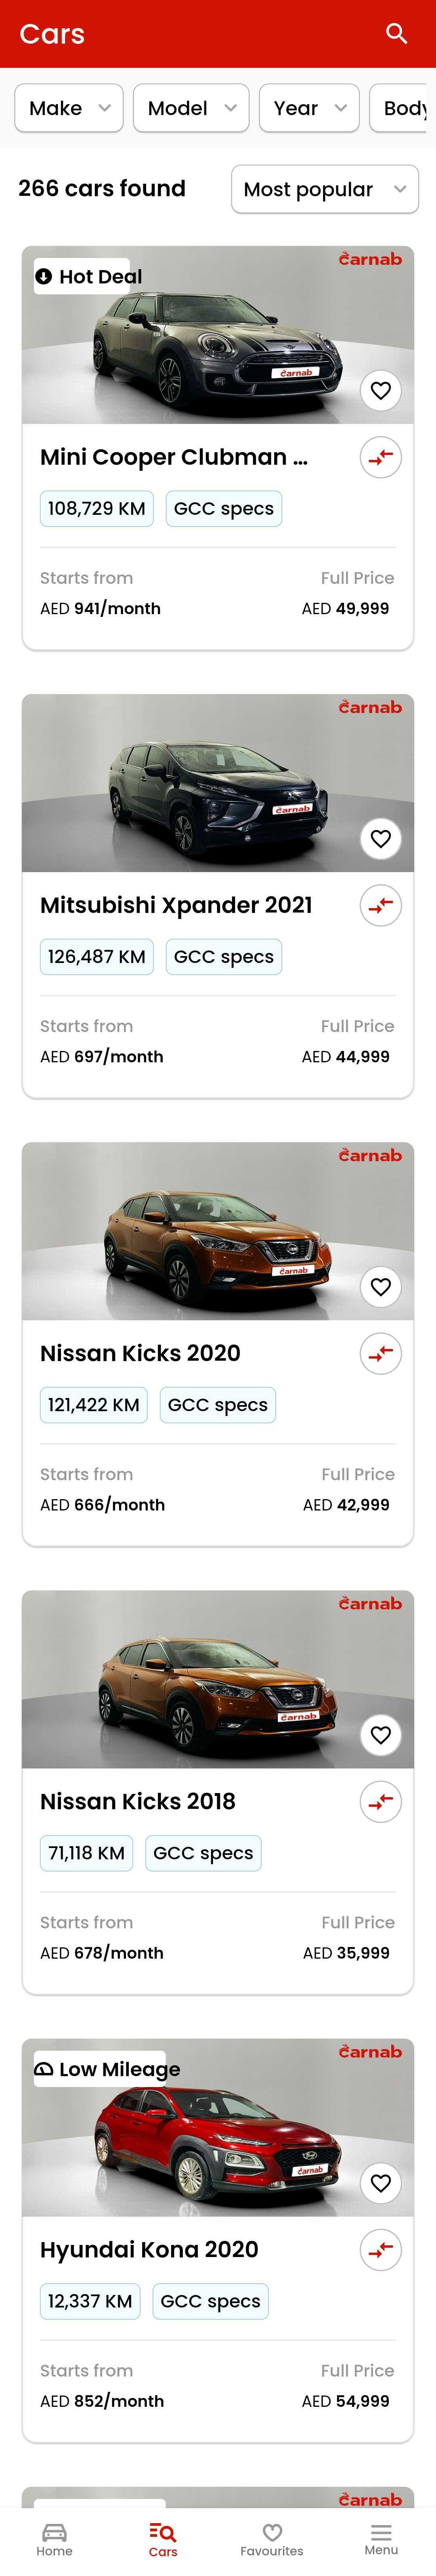 Cars
Make
Model
Year
Body
266 cars found
Most popular
Carnab
Hot Deal
Carnab
Mini Cooper Clubman ...
108,729 KM
GCC specs
Starts from
Full Price
AED 941/month
AED 49,999
Carnab
Carnab
Mitsubishi Xpander 2021
126,487 KM
GCC specs
Starts from
Full Price
AED 697/month
AED 44,999
Carnab
Carnab
Nissan Kicks 2020
121,422 KM
GCC specs
Starts from
Full Price
AED 666/month
AED 42,999
Carnab
Carnab
Nissan Kicks 2018
71,118 KM
GCC specs
Starts from
Full Price
AED 678/month
AED 35,999
Carnab
Low Mileage
Carnab
Hyundai Kona 2020
12,337 KM
GCC specs
Starts from
Full Price
AED 852/month
AED 54,999
Carnab
Home
Cars
Favourites
Menu